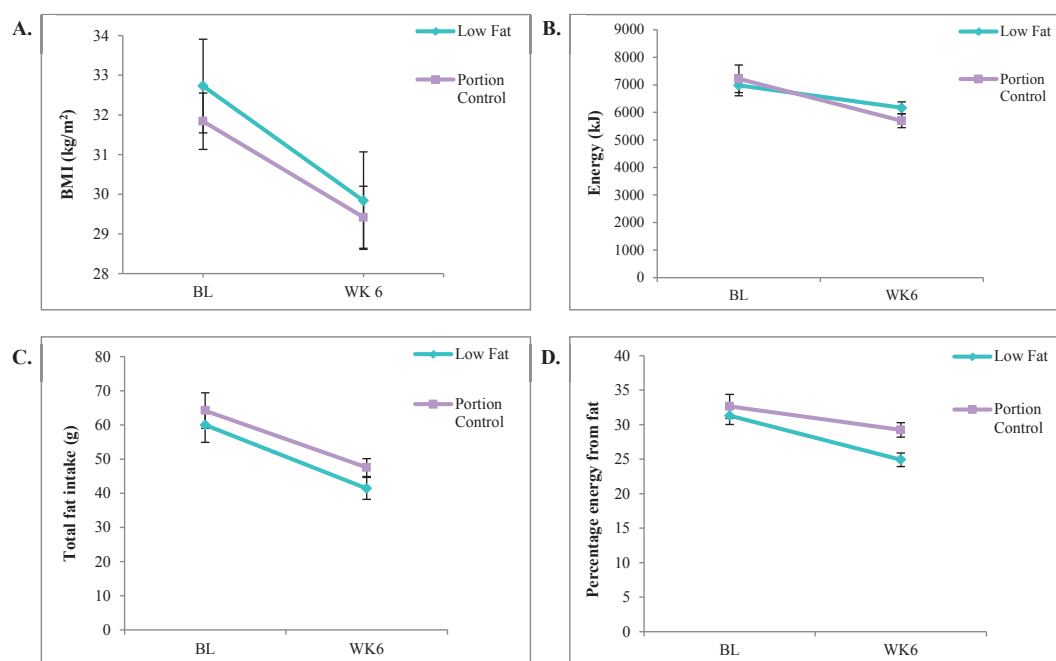 A.
34
33
32
31
30
29
28
BMI (kg/m²)
BL
WK 6
Low Fat
Portion
Control
B.
9000
8000
7000
6000
5000
4000
3000
2000
1000
0
Energy (kJ)
BL
WK6
Low Fat
Portion
Control
C.
80
70
60
50
40
30
20
10
0
Total fat intake (g)
BL
WK6
Low Fat
Portion
Control
D.
40
35
30
25
20
15
10
5
0
Percentage energy from fat
BL
WK6
Low Fat
Portion
Control